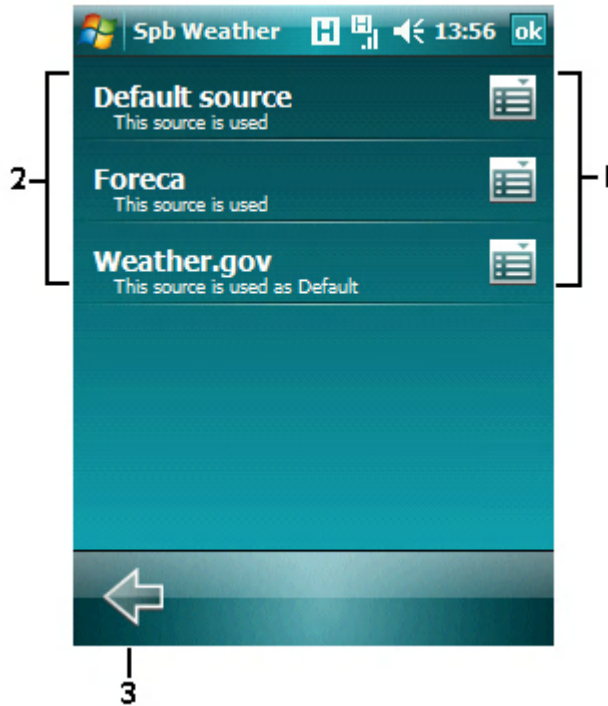 Spb Weather H H 13:56 ok
Default source
This source is used
Foreca
This source is used
Weather.gov
This source is used as Default
2
3